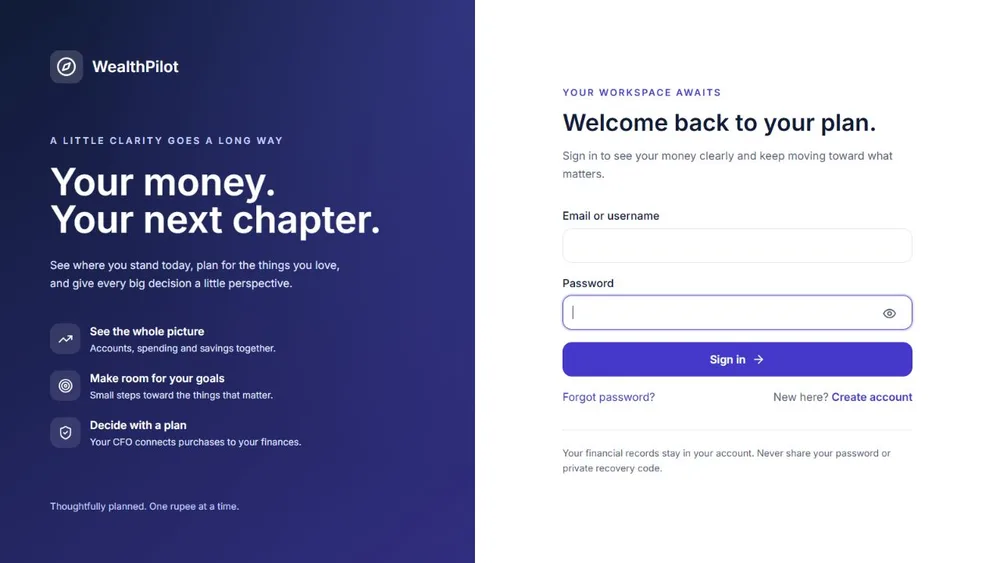 WealthPilot
A LITTLE CLARITY GOES A LONG WAY
Your money.
Your next chapter.
See where you stand today, plan for the things you love,
and give every big decision a little perspective.
See the whole picture
Accounts, spending and savings together.
Make room for your goals
Small steps toward the things that matter.
Decide with a plan
Your CFO connects purchases to your finances.
Thoughtfully planned. One rupee at a time.
YOUR WORKSPACE AWAITS
Welcome back to your plan.
Sign in to see your money clearly and keep moving toward what
matters.
Email or username
Password
Sign in →
Forgot password?
New here? Create account
Your financial records stay in your account. Never share your password or
private recovery code.